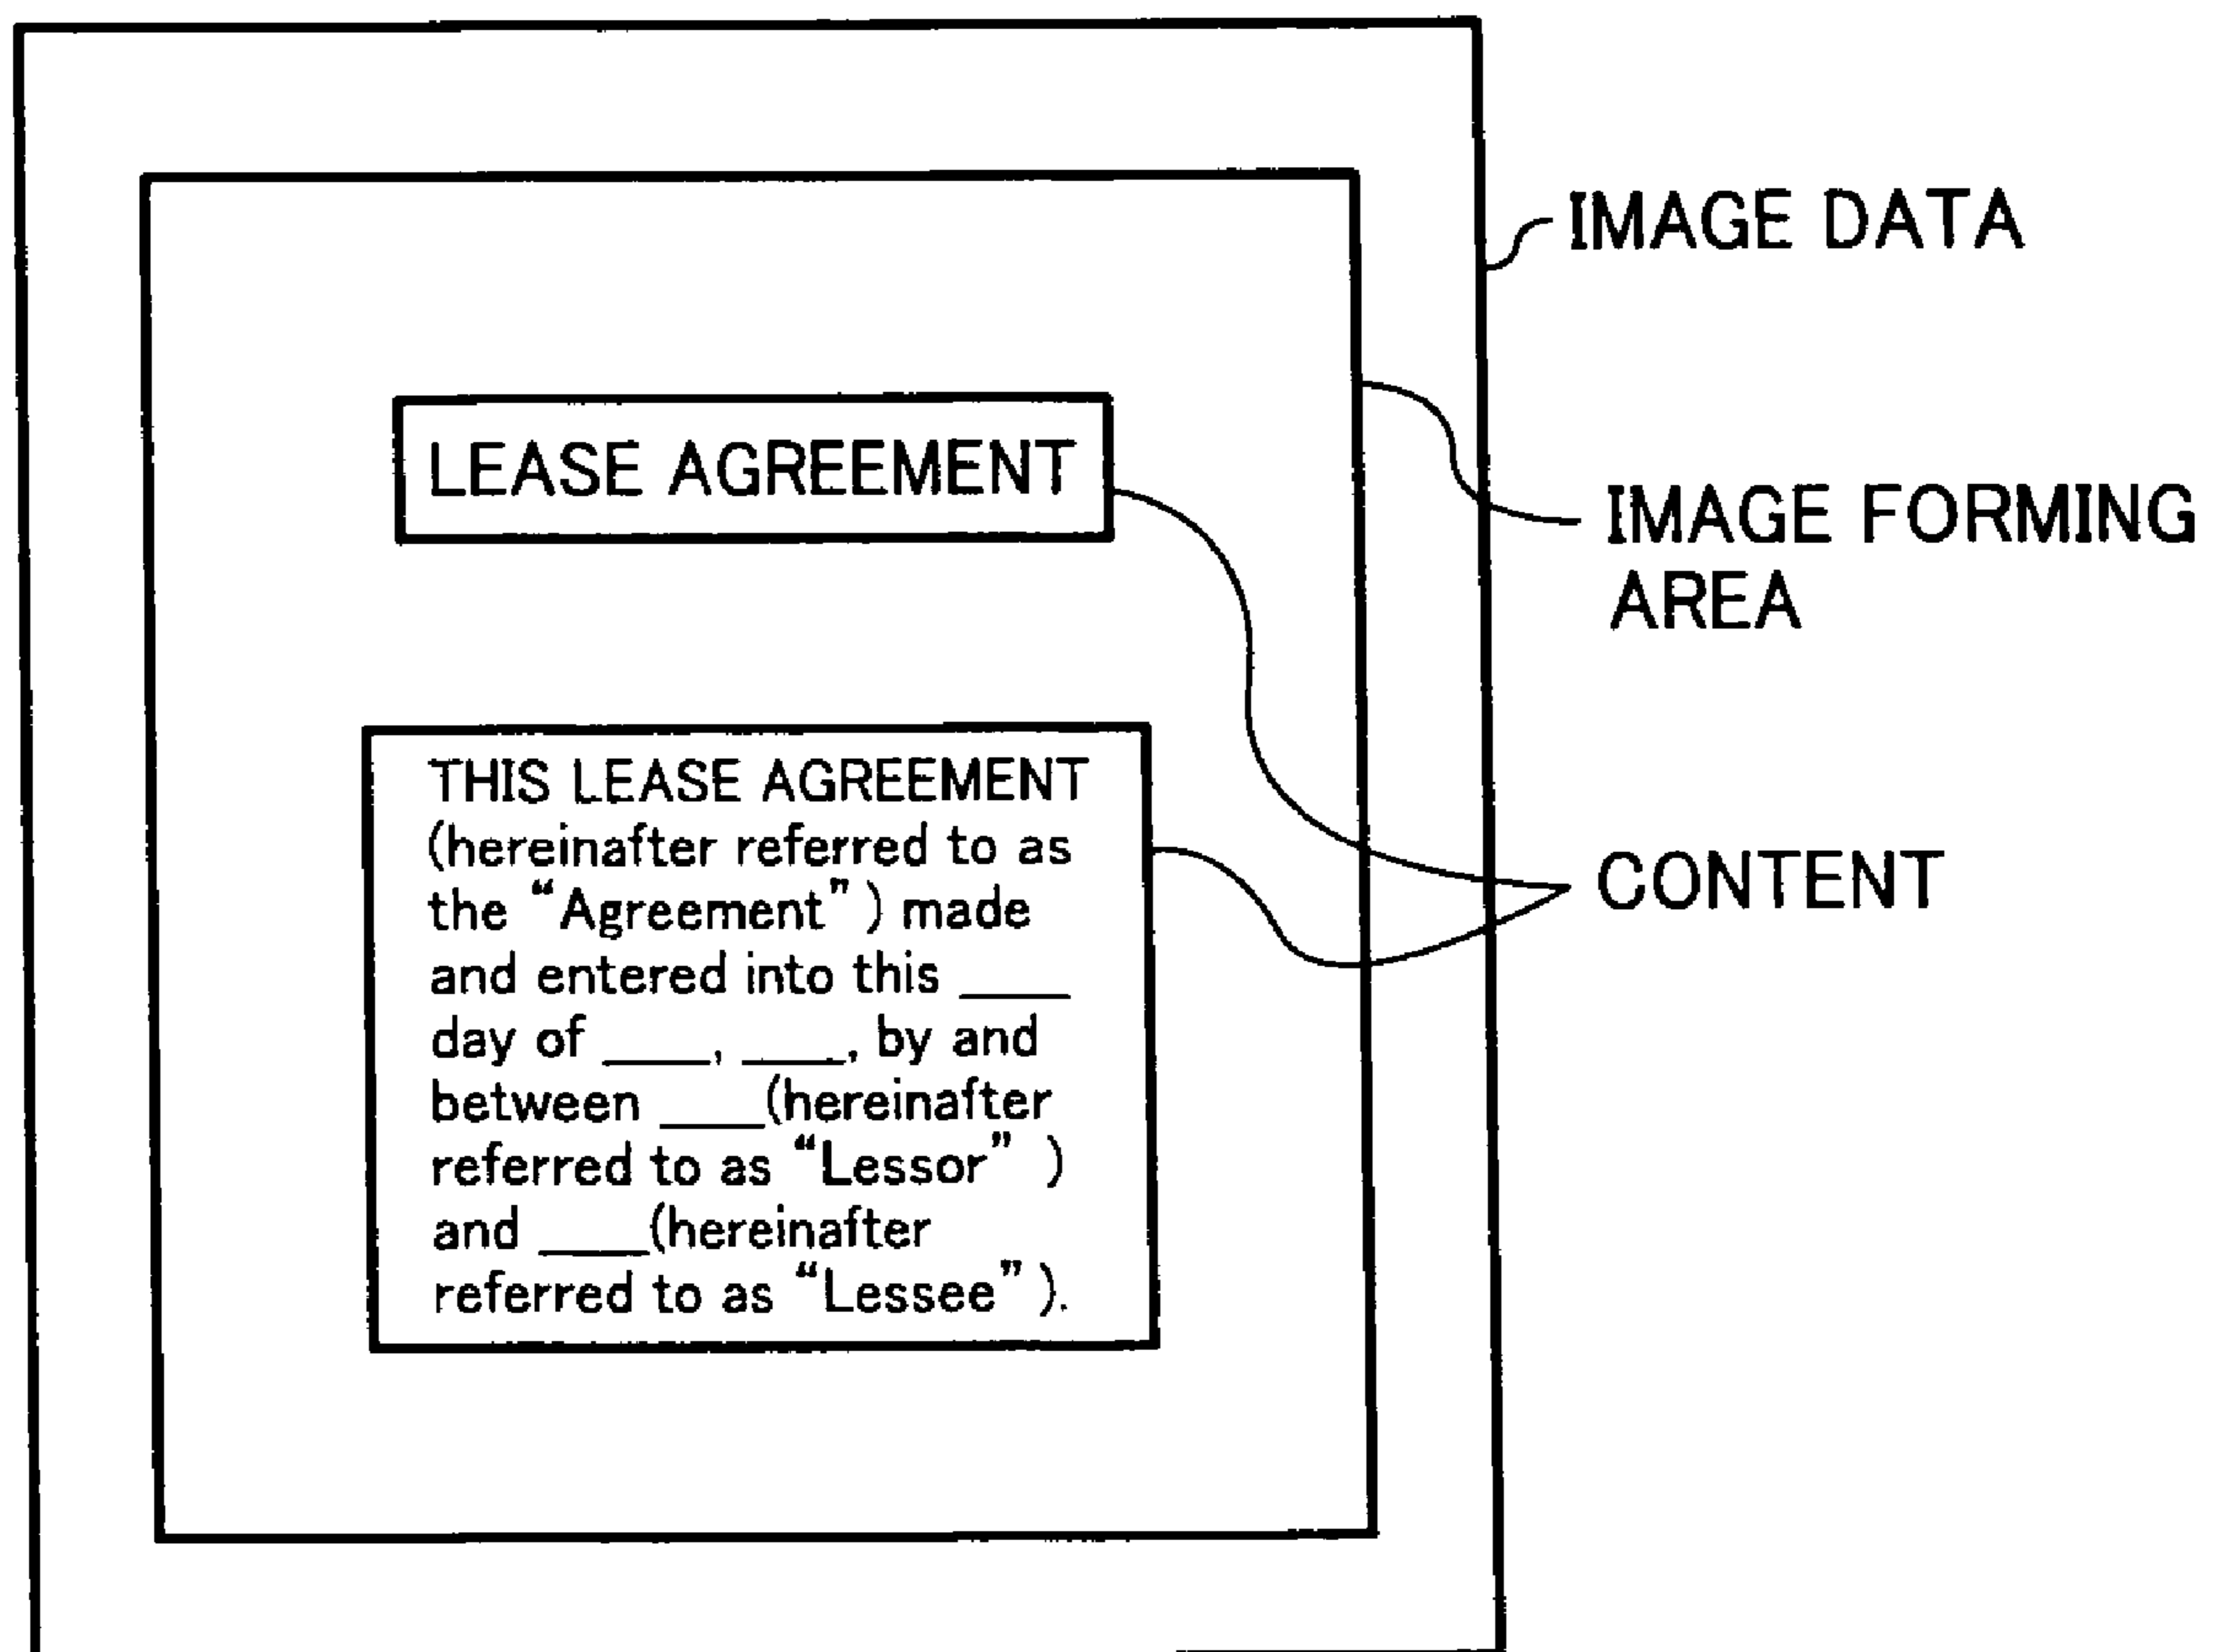 IMAGE DATA
LEASE AGREEMENT
IMAGE FORMING
AREA
THIS LEASE AGREEMENT
(hereinafter referred to as
the “Agreement”) made
and entered into this ____
day of ____, ____, by and
between ____(hereinafter
referred to as “Lessor”)
and ____(hereinafter
referred to as “Lessee”).
CONTENT